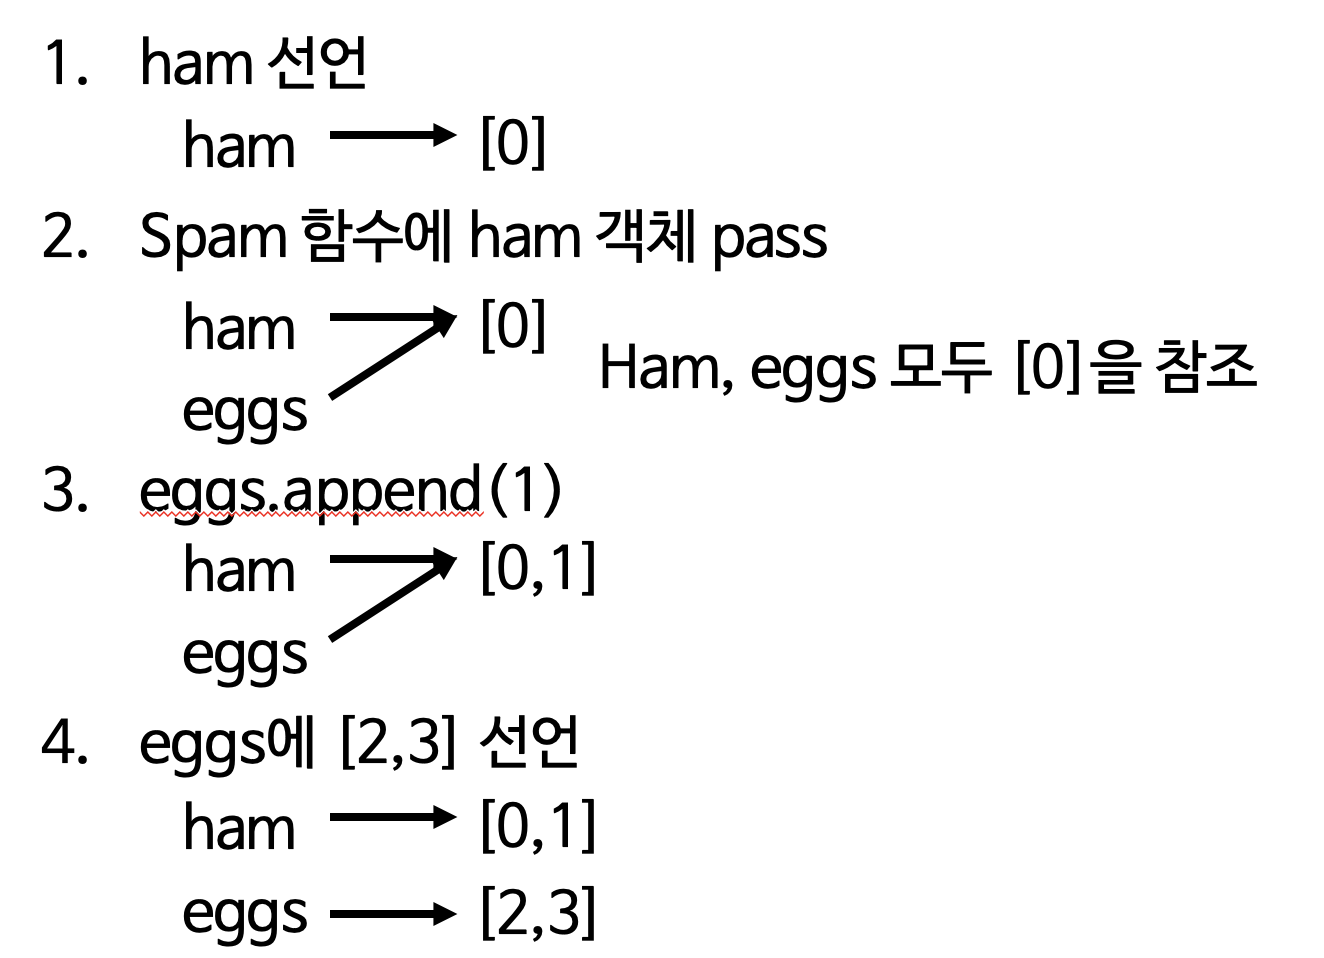 1. ham 선언
ham [0]
2. Spam 함수에 ham 객체 pass
ham [0]
Ham, eggs 모두 [0]을 참조
eggs
3. eggs.append(1)
ham [0,1]
eggs
4. eggs에 [2,3] 선언
ham [0,1]
eggs [2,3]